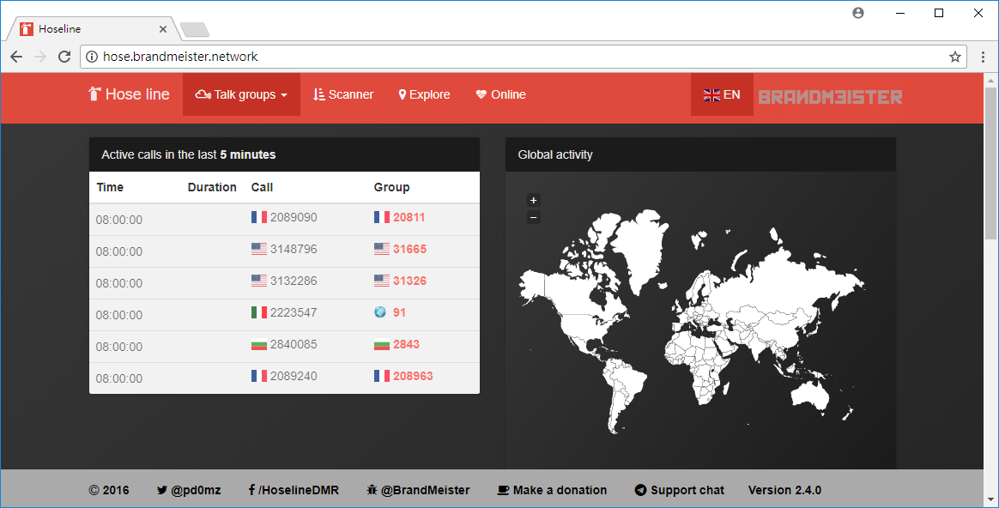 Hoseline
hose.brandmeister.network
Hose line Talk groups Scanner Explore Online EN BRANDMEISTER
Active calls in the last 5 minutes
Time Duration Call Group
08:00:00 2089090 20811
08:00:00 3148796 31665
08:00:00 3132286 31326
08:00:00 2223547 91
08:00:00 2840085 2843
08:00:00 2089240 208963
Global activity
+
−
© 2016 @pd0mz /HoselineDMR @BrandMeister Make a donation Support chat Version 2.4.0